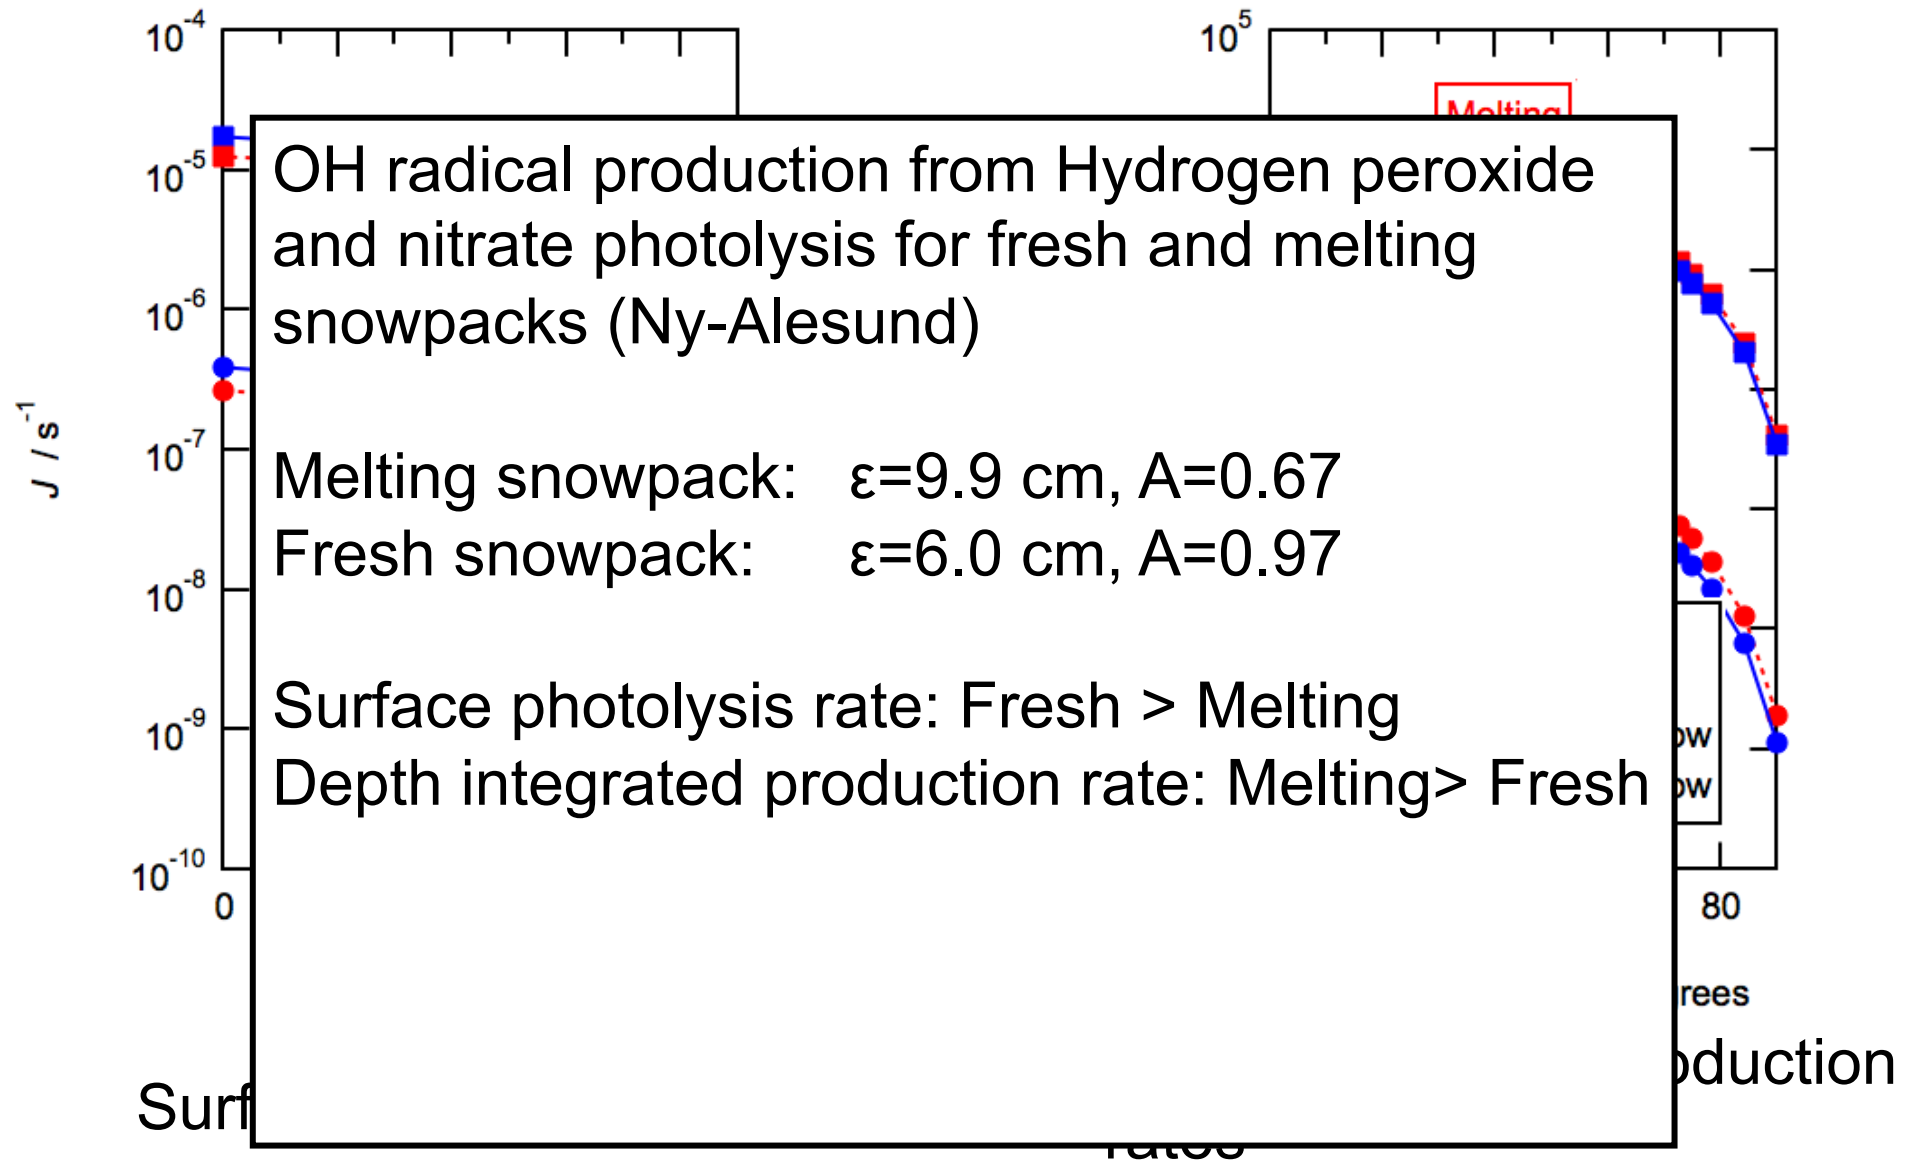 10-4
10-5
10-6
10-7
10-8
10-9
10-10
J / s-1
0
105
Melting
OH radical production from Hydrogen peroxide
and nitrate photolysis for fresh and melting
snowpacks (Ny-Alesund)
Melting snowpack: ε=9.9 cm, A=0.67
Fresh snowpack: ε=6.0 cm, A=0.97
Surface photolysis rate: Fresh > Melting
Depth integrated production rate: Melting> Fresh
80